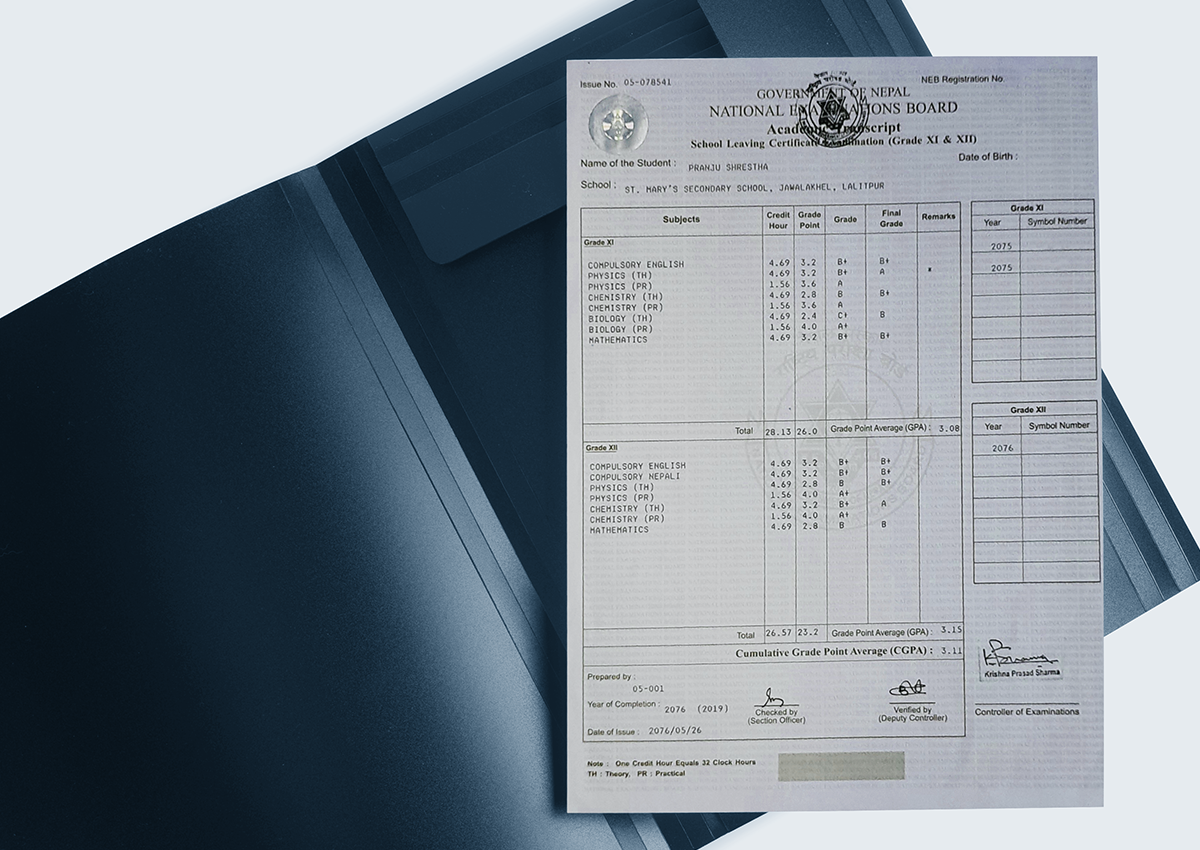 Issue No. 05-078541
NEB Registration No.
GOVERNMENT OF NEPAL
NATIONAL EXAMINATIONS BOARD
Academic Transcript
School Leaving Certificate Examination (Grade XI & XII)
Name of the Student : PRANJU SHRESTHA
Date of Birth :
School : ST. MARY'S SECONDARY SCHOOL, JAWALAKHEL, LALITPUR
Subjects Credit Hour Grade Point Grade Final Grade Remarks
Grade XI
COMPULSORY ENGLISH 4.69 3.2 B+ B+
PHYSICS (TH) 4.69 3.2 B+ A *
PHYSICS (PR) 1.56 3.6 A
CHEMISTRY (TH) 4.69 2.8 B B+
CHEMISTRY (PR) 1.56 3.6 A
BIOLOGY (TH) 4.69 2.4 C+ B
BIOLOGY (PR) 1.56 4.0 A+
MATHEMATICS 4.69 3.2 B+ B+
Total 28.13 26.0 Grade Point Average (GPA) : 3.08
Grade XII
COMPULSORY ENGLISH 4.69 3.2 B+ B+
COMPULSORY NEPALI 4.69 3.2 B+ B+
PHYSICS (TH) 4.69 2.8 B B+
PHYSICS (PR) 1.56 4.0 A+
CHEMISTRY (TH) 4.69 3.2 B+ A
CHEMISTRY (PR) 1.56 4.0 A+
MATHEMATICS 4.69 2.8 B B
Total 26.57 23.2 Grade Point Average (GPA) : 3.15
Cumulative Grade Point Average (CGPA) : 3.11
Grade XI
Year Symbol Number
2075
2075
Grade XII
Year Symbol Number
2076
Prepared by :
05-001
Year of Completion : 2076 (2019)
Date of Issue : 2076/05/26
Checked by
(Section Officer)
Verified by
(Deputy Controller)
Krishna Prasad Sharma
Controller of Examinations
Note : One Credit Hour Equals 32 Clock Hours
TH : Theory, PR : Practical